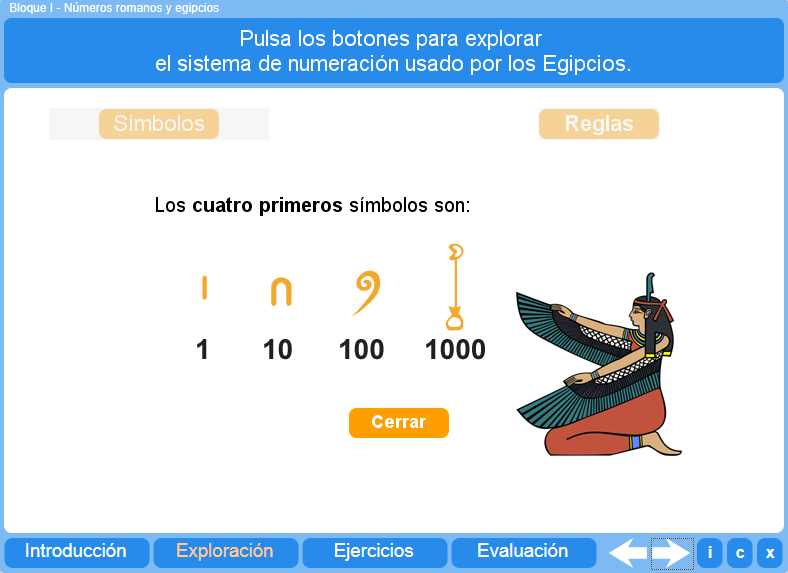 Bloque I - Números romanos y egipcios
Pulsa los botones para explorar
el sistema de numeración usado por los Egipcios.
Símbolos
Reglas
Los cuatro primeros símbolos son:
1 10 100 1000
Cerrar
Introducción Exploración Ejercicios Evaluación i c x